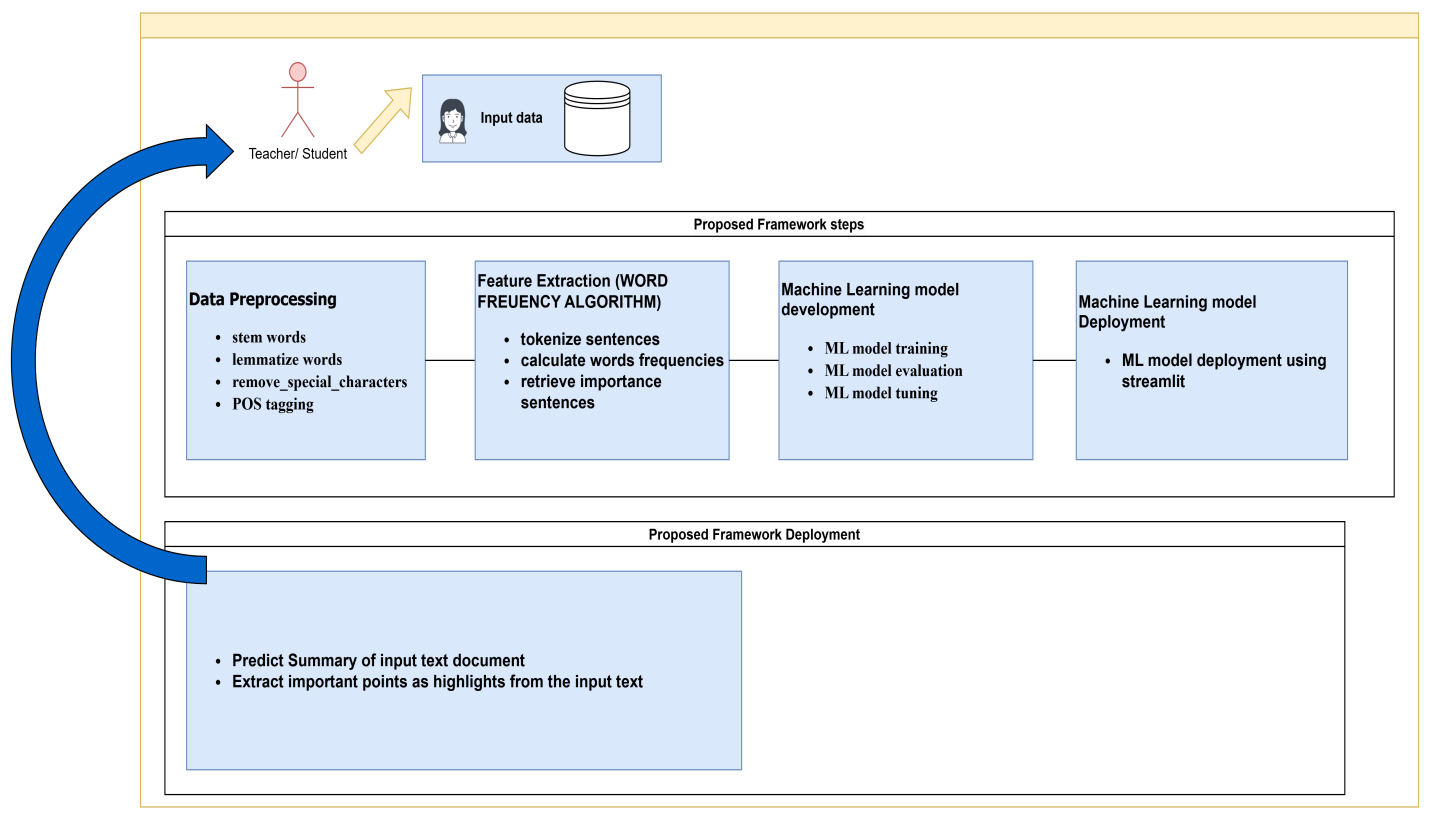 Teacher/ Student
Input data
Proposed Framework steps
Data Preprocessing
• stem words
• lemmatize words
• remove_special_characters
• POS tagging
Feature Extraction (WORD
FREUENCY ALGORITHM)
• tokenize sentences
• calculate words frequencies
• retrieve importance
sentences
Machine Learning model
development
• ML model training
• ML model evaluation
• ML model tuning
Machine Learning model
Deployment
• ML model deployment using
streamlit
Proposed Framework Deployment
• Predict Summary of input text document
• Extract important points as highlights from the input text